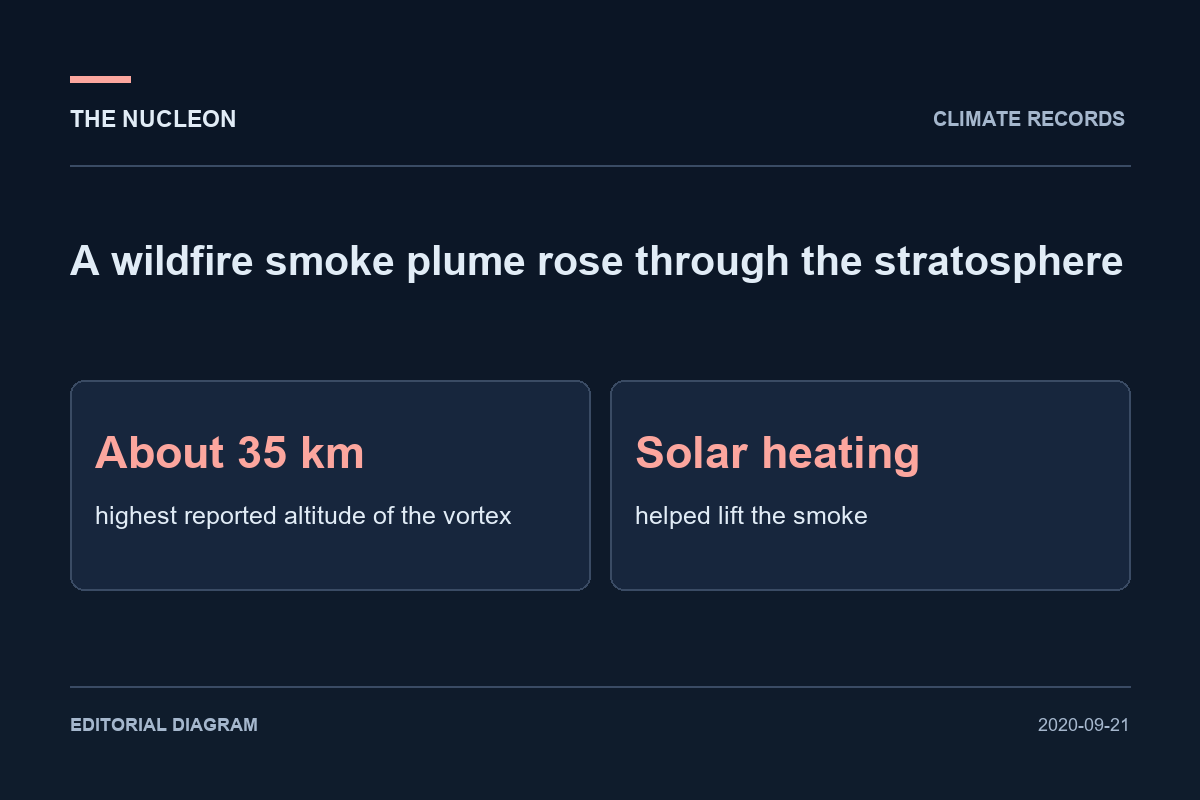 THE NUCLEON
CLIMATE RECORDS
A wildfire smoke plume rose through the stratosphere
About 35 km
highest reported altitude of the vortex
Solar heating
helped lift the smoke
EDITORIAL DIAGRAM
2020-09-21